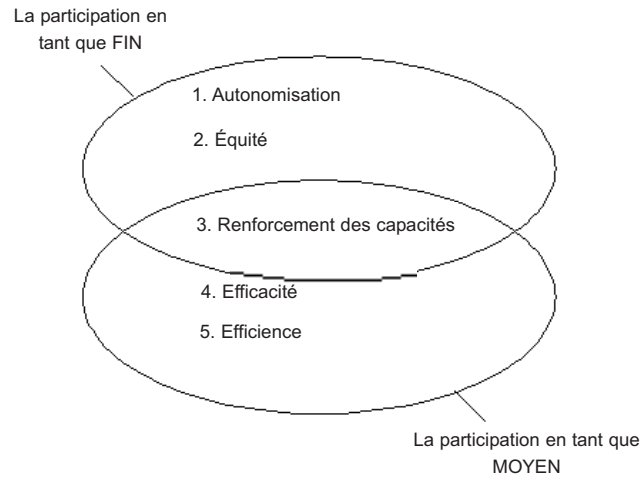 La participation en
tant que FIN
1. Autonomisation
2. Équité
3. Renforcement des capacités
4. Efficacité
5. Efficience
La participation en tant que
MOYEN